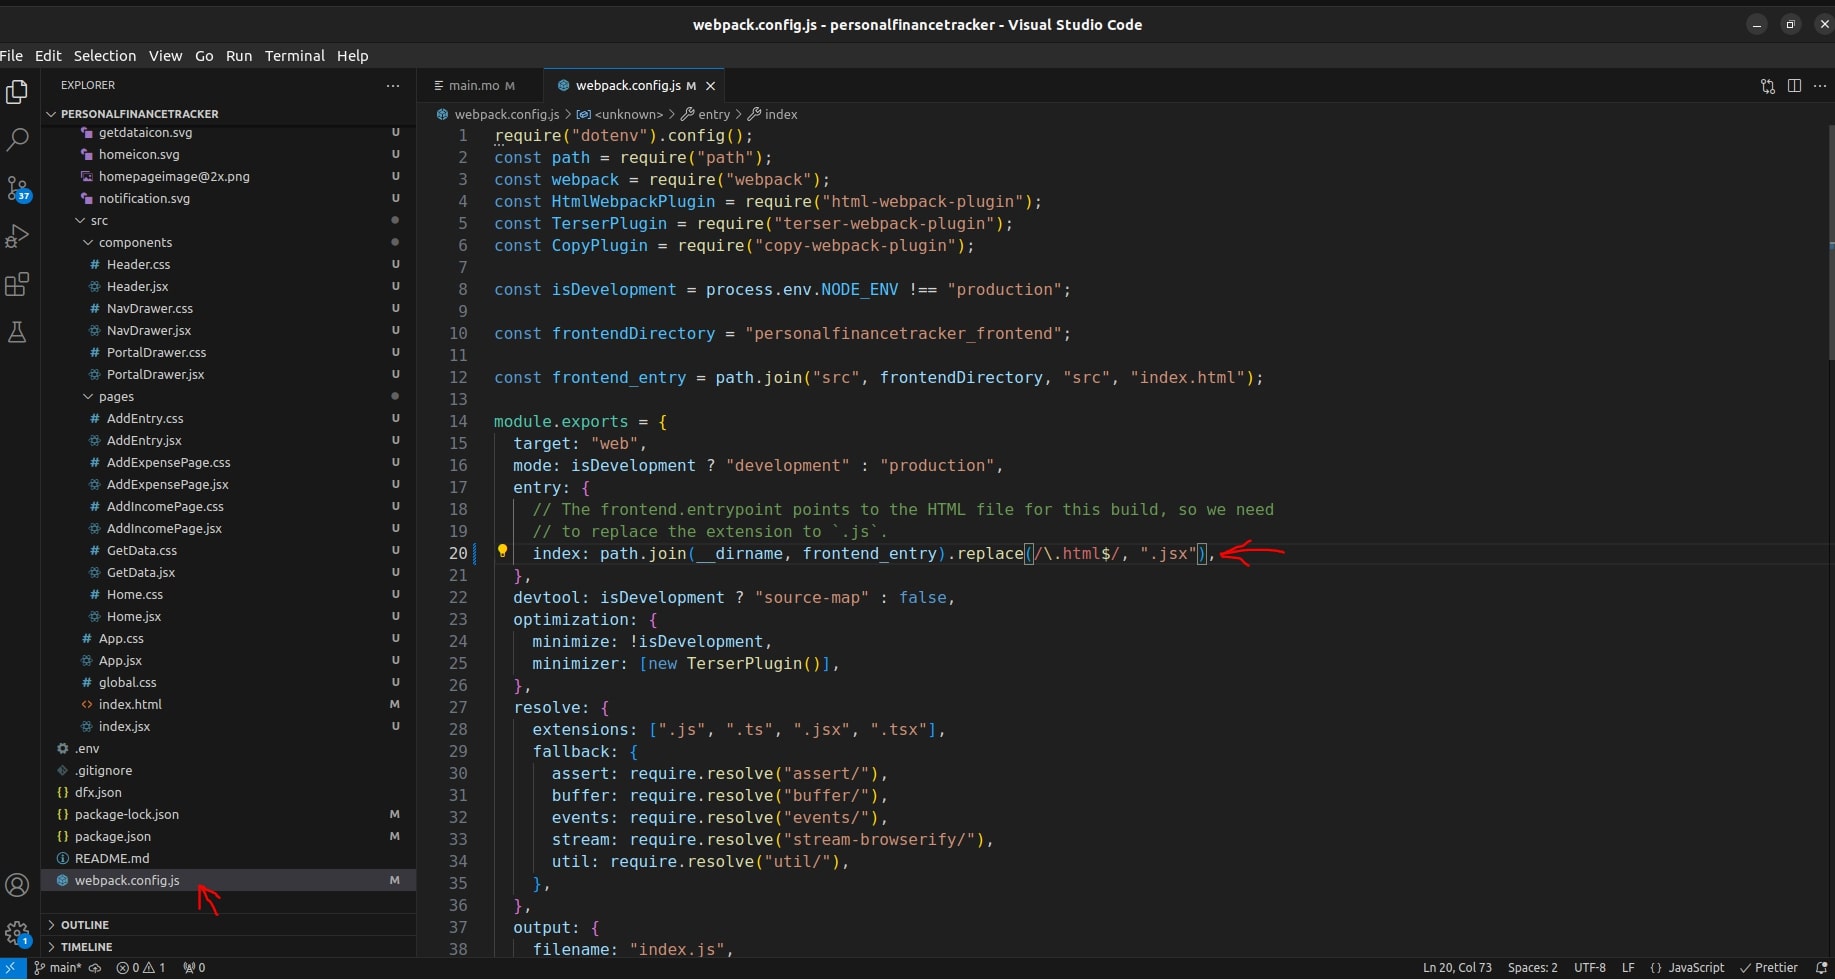 webpack.config.js - personalfinancetracker - Visual Studio Code
File Edit Selection View Go Run Terminal Help
EXPLORER
PERSONALFINANCETRACKER
getdataicon.svg U
homeicon.svg U
homepageimage@2x.png U
notification.svg U
src
components
Header.css U
Header.jsx U
NavDrawer.css U
NavDrawer.jsx U
PortalDrawer.css U
PortalDrawer.jsx U
pages
AddEntry.css U
AddEntry.jsx U
AddExpensePage.css U
AddExpensePage.jsx U
AddIncomePage.css U
AddIncomePage.jsx U
GetData.css U
GetData.jsx U
Home.css U
Home.jsx U
App.css U
App.jsx U
global.css U
index.html M
index.jsx U
.env
.gitignore
dfx.json
package-lock.json M
package.json M
README.md
webpack.config.js M
OUTLINE
TIMELINE
37
1
main.mo M webpack.config.js M
webpack.config.js > <unknown> > entry > index
1 require("dotenv").config();
2 const path = require("path");
3 const webpack = require("webpack");
4 const HtmlWebpackPlugin = require("html-webpack-plugin");
5 const TerserPlugin = require("terser-webpack-plugin");
6 const CopyPlugin = require("copy-webpack-plugin");
7
8 const isDevelopment = process.env.NODE_ENV !== "production";
9
10 const frontendDirectory = "personalfinancetracker_frontend";
11
12 const frontend_entry = path.join("src", frontendDirectory, "src", "index.html");
13
14 module.exports = {
15 target: "web",
16 mode: isDevelopment ? "development" : "production",
17 entry: {
18 // The frontend.entrypoint points to the HTML file for this build, so we need
19 // to replace the extension to `.js`.
20 index: path.join(__dirname, frontend_entry).replace(/\.html$/, ".jsx"),
21 },
22 devtool: isDevelopment ? "source-map" : false,
23 optimization: {
24 minimize: !isDevelopment,
25 minimizer: [new TerserPlugin()],
26 },
27 resolve: {
28 extensions: [".js", ".ts", ".jsx", ".tsx"],
29 fallback: {
30 assert: require.resolve("assert/"),
31 buffer: require.resolve("buffer/"),
32 events: require.resolve("events/"),
33 stream: require.resolve("stream-browserify/"),
34 util: require.resolve("util/"),
35 },
36 },
37 output: {
38 filename: "index.js",
main* 0 1 0 Ln 20, Col 73 Spaces: 2 UTF-8 LF {} JavaScript Prettier